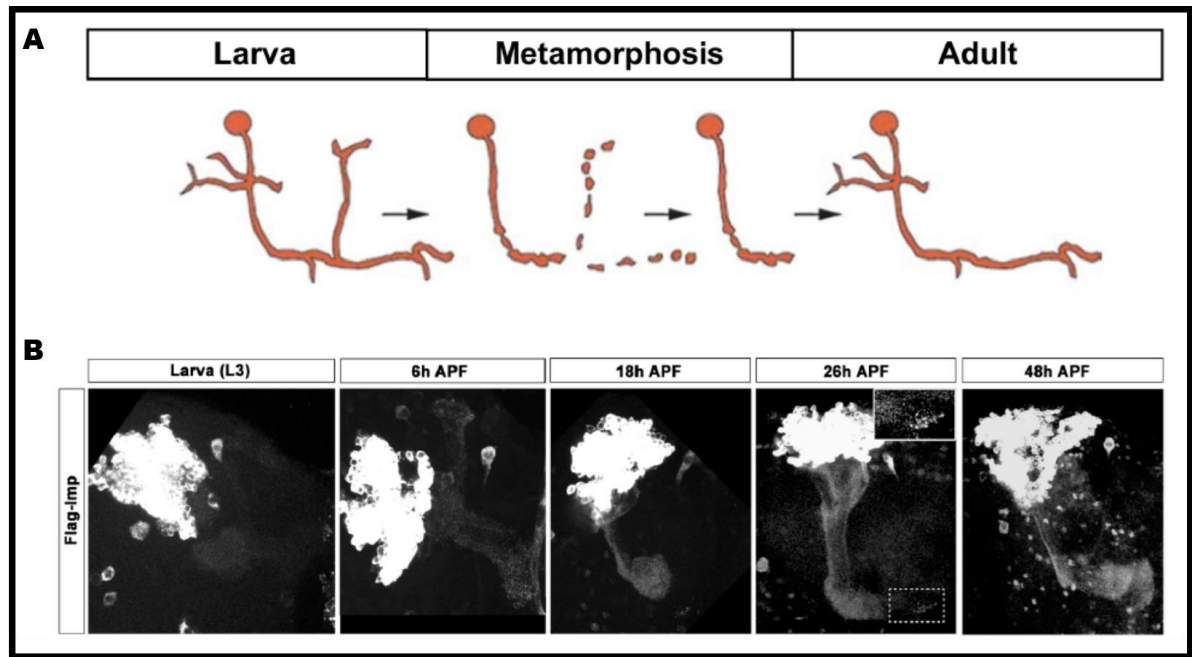 A
Larva Metamorphosis Adult
B
Larva (L3) 6h APF 18h APF 26h APF 48h APF
Flag-Imp